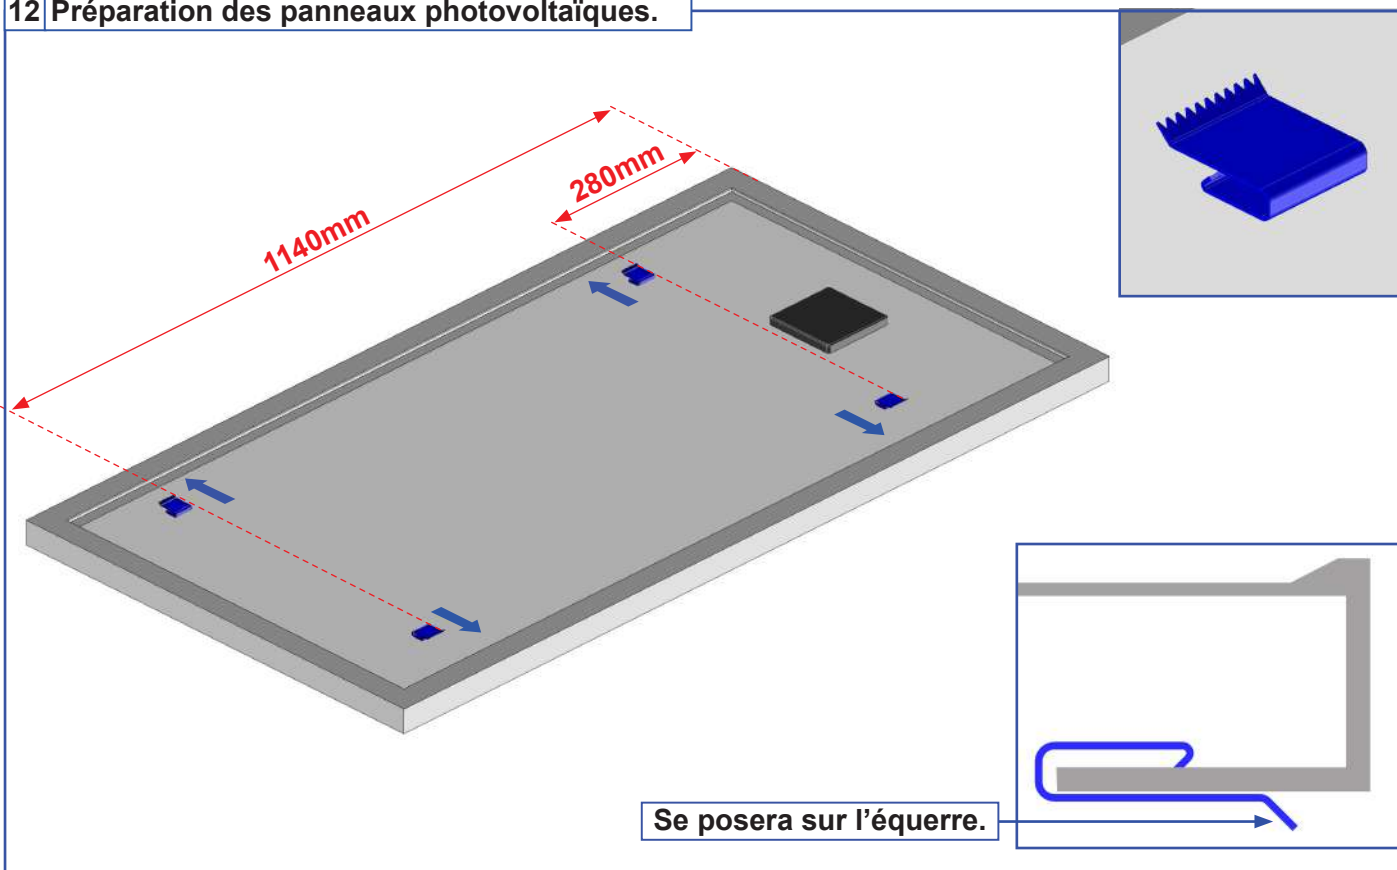 12 Préparation des panneaux photovoltaïques.
280mm
1140mm
Se posera sur l’équerre.